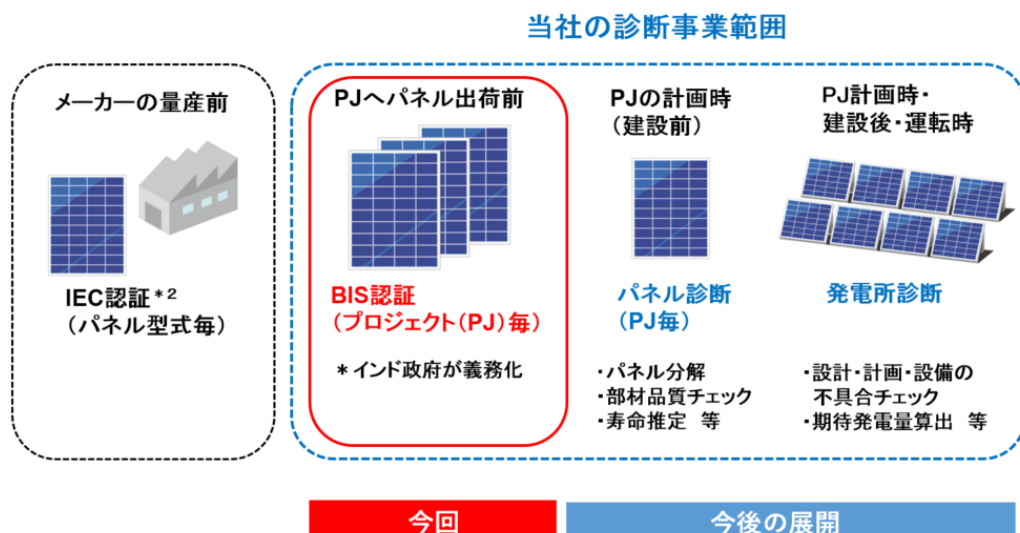 当社の診断事業範囲
メーカーの量産前
IEC認証*2
(パネル型式毎)
PJへパネル出荷前
BIS認証
(プロジェクト(PJ)毎)
*インド政府が義務化
PJの計画時
(建設前)
パネル診断
(PJ毎)
・パネル分解
・部材品質チェック
・寿命推定 等
PJ計画時・
建設後・運転時
発電所診断
・設計・計画・設備の
不具合チェック
・期待発電量算出 等
今回
今後の展開